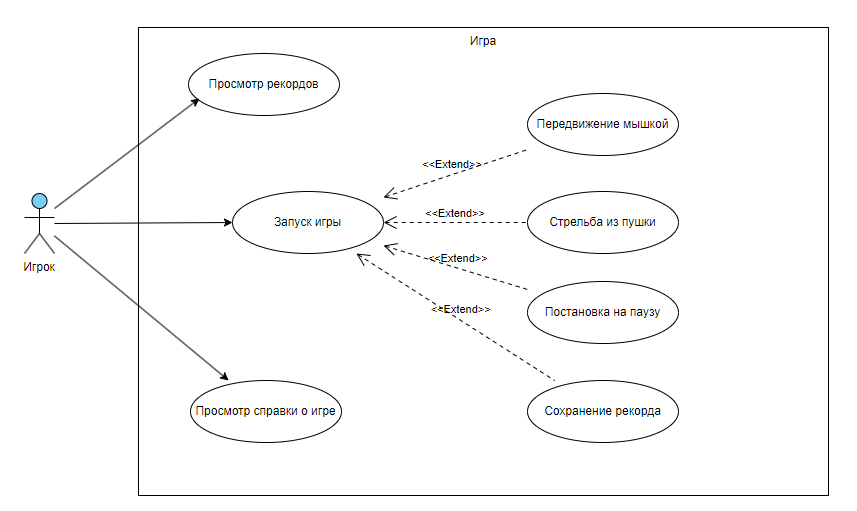 Игра
Просмотр рекордов
Передвижение мышкой
<<Extend>>
Запуск игры
<<Extend>>
Стрельба из пушки
Игрок
<<Extend>>
Постановка на паузу
<<Extend>>
Просмотр справки о игре
Сохранение рекорда